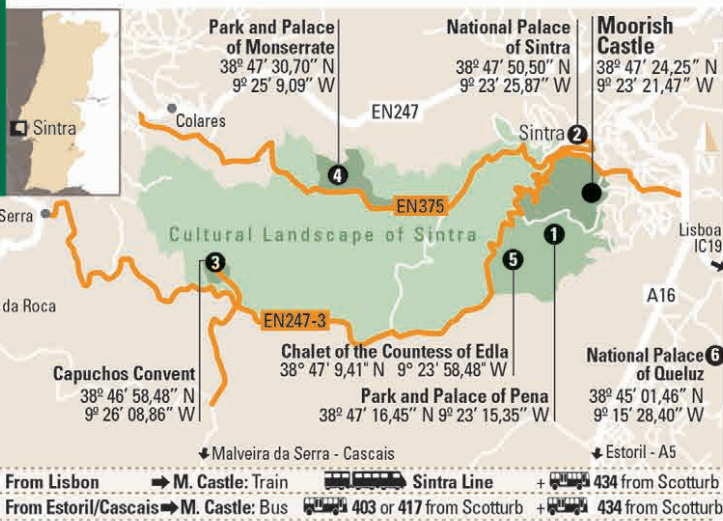 Park and Palace
of Monserrate
38º 47' 30,70" N
9º 25' 9,09" W
National Palace
of Sintra
38º 47' 50,50" N
9º 23' 25,87" W
Moorish
Castle
38º 47' 24,25" N
9º 23' 21,47" W
Sintra
Colares
EN247
Sintra 2
4
EN375
Serra
Cultural Landscape of Sintra
1
5
3
Lisboa
IC19
da Roca
A16
EN247-3
Chalet of the Countess of Edla
38° 47' 9,41" N 9° 23' 58,48" W
National Palace 6
of Queluz
38º 45' 01,46" N
9º 15' 28,40" W
Capuchos Convent
38º 46' 58,48" N
9º 26' 08,86" W
Park and Palace of Pena
38º 47' 16,45" N 9º 23' 15,35" W
Malveira da Serra - Cascais
Estoril - A5
From Lisbon M. Castle: Train Sintra Line + 434 from Scotturb
From Estoril/Cascais M. Castle: Bus 403 or 417 from Scotturb + 434 from Scotturb